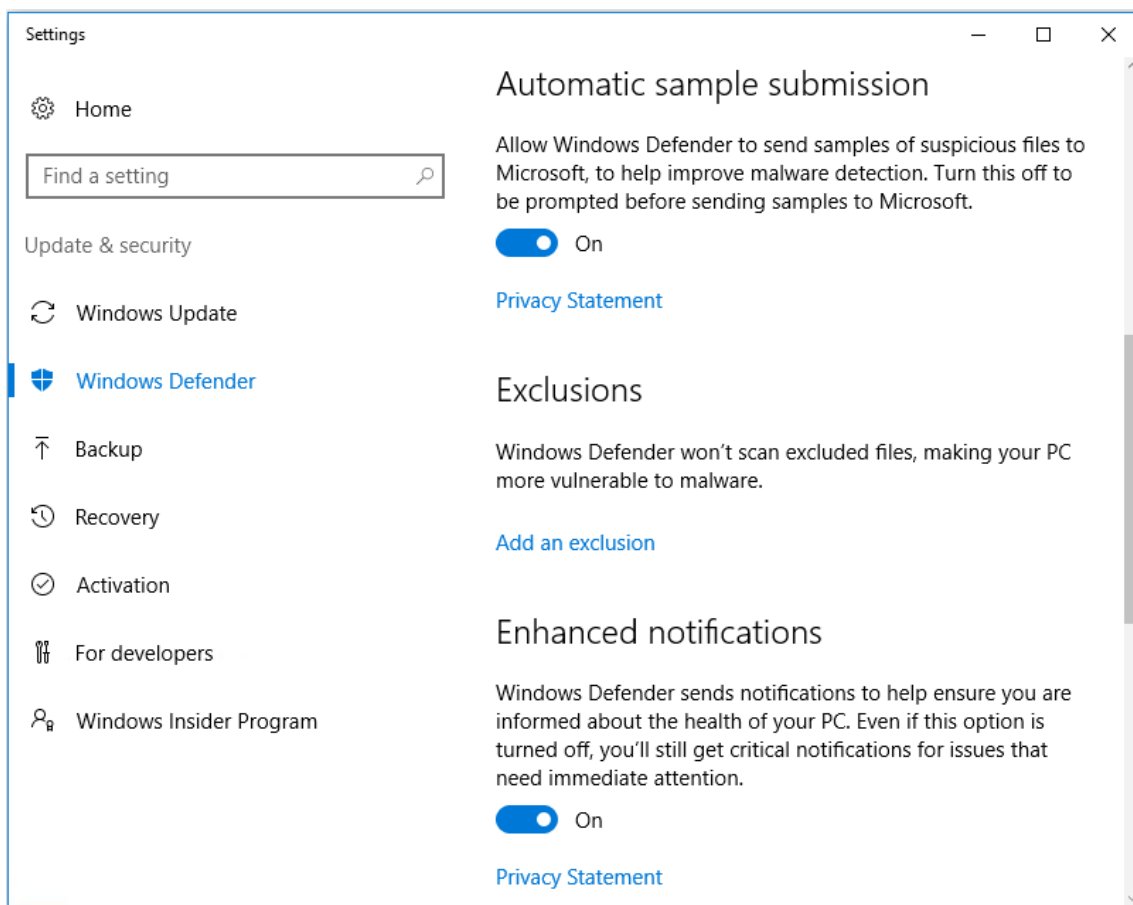 Settings
Home
Find a setting
Update & security
Windows Update
Windows Defender
Backup
Recovery
Activation
For developers
Windows Insider Program
Automatic sample submission
Allow Windows Defender to send samples of suspicious files to
Microsoft, to help improve malware detection. Turn this off to
be prompted before sending samples to Microsoft.
On
Privacy Statement
Exclusions
Windows Defender won’t scan excluded files, making your PC
more vulnerable to malware.
Add an exclusion
Enhanced notifications
Windows Defender sends notifications to help ensure you are
informed about the health of your PC. Even if this option is
turned off, you’ll still get critical notifications for issues that
need immediate attention.
On
Privacy Statement